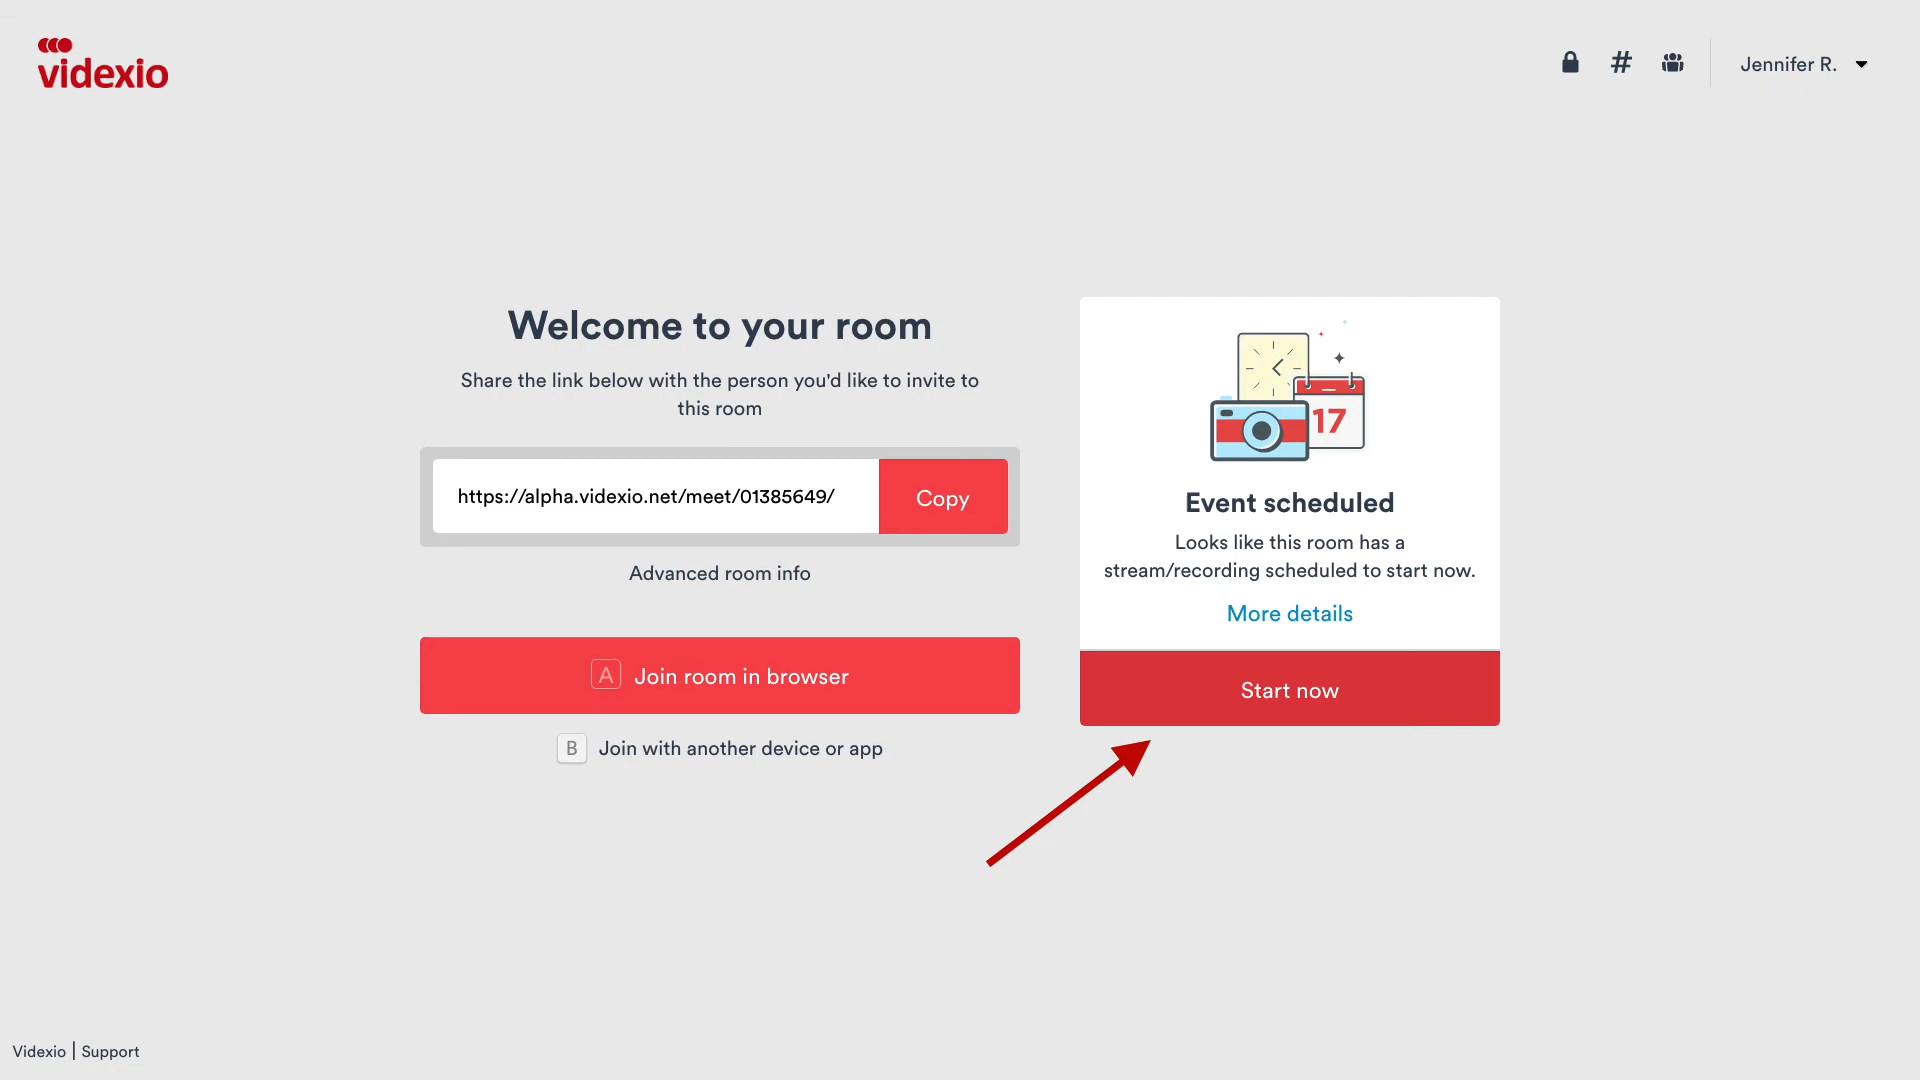 videxio
# Jennifer R.
Welcome to your room
Share the link below with the person you'd like to invite to
this room
https://alpha.videxio.net/meet/01385649/
Copy
Advanced room info
A Join room in browser
B Join with another device or app
17
Event scheduled
Looks like this room has a
stream/recording scheduled to start now.
More details
Start now
Videxio | Support